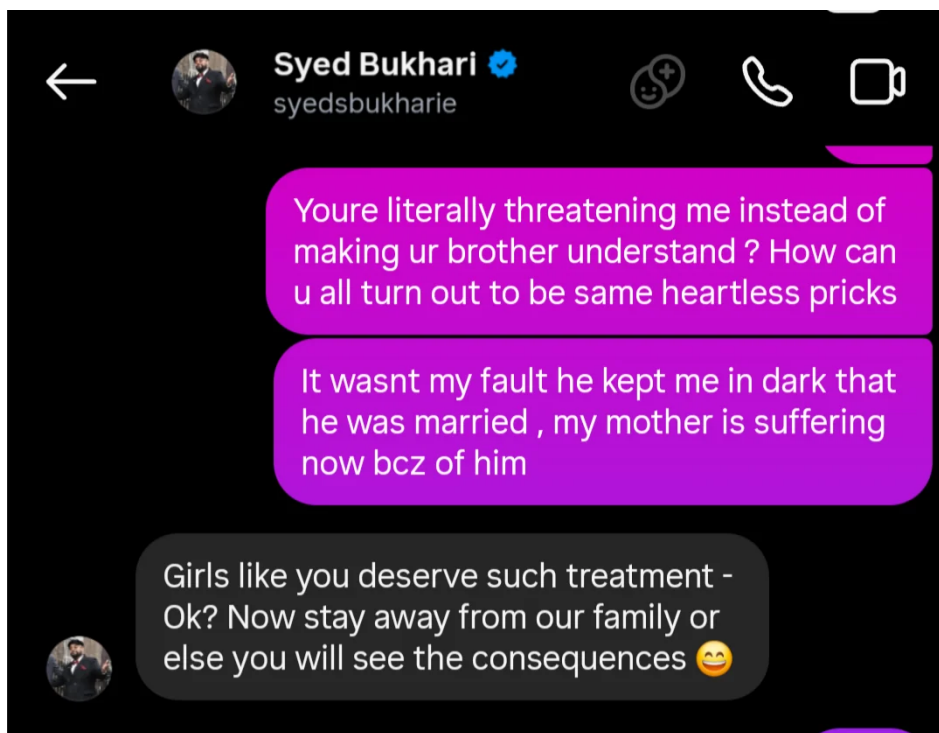 Syed Bukhari
syedsbukharie
Youre literally threatening me instead of
making ur brother understand ? How can
u all turn out to be same heartless pricks
It wasnt my fault he kept me in dark that
he was married , my mother is suffering
now bcz of him
Girls like you deserve such treatment -
Ok? Now stay away from our family or
else you will see the consequences 😄